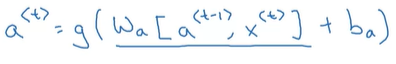 a^{<t>} = g(W_a[a^{<t-1>}, x^{<t>}] + b_a)